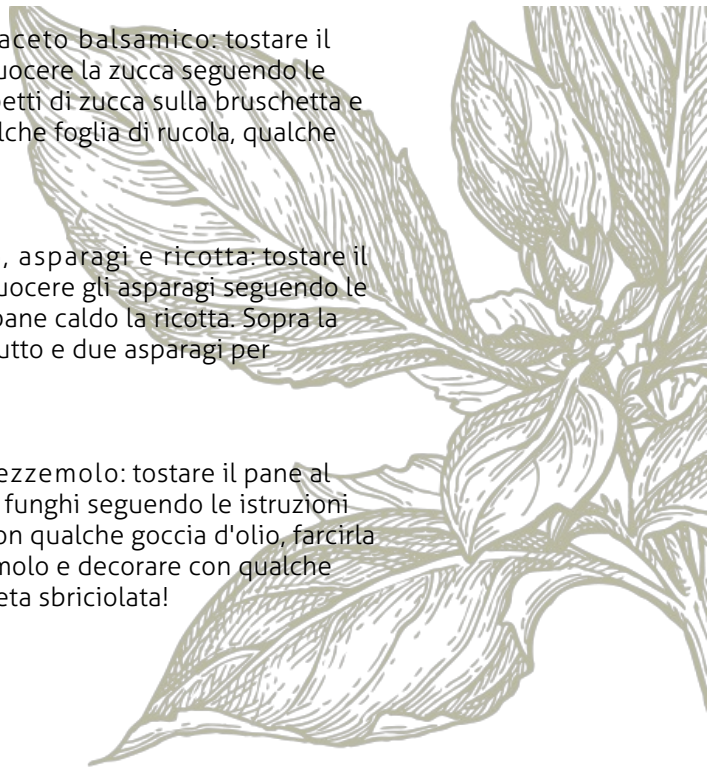 aceto balsamico: tostare il
uocere la zucca seguendo le
etti di zucca sulla bruschetta e
lche foglia di rucola, qualche
, asparagi e ricotta: tostare il
uocere gli asparagi seguendo le
pane caldo la ricotta. Sopra la
utto e due asparagi per
ezzemolo: tostare il pane al
funghi seguendo le istruzioni
on qualche goccia d'olio, farcirla
molo e decorare con qualche
eta sbriciolata!